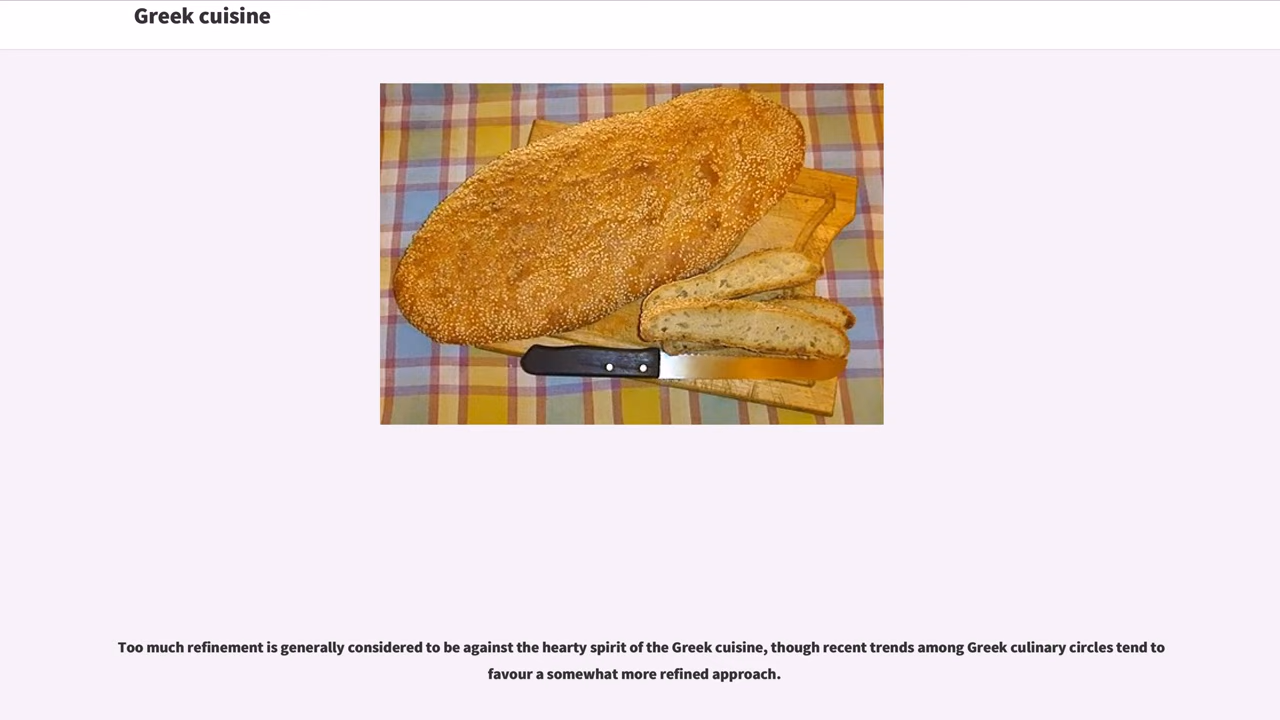 Greek cuisine
Too much refinement is generally considered to be against the hearty spirit of the Greek cuisine, though recent trends among Greek culinary circles tend to
favour a somewhat more refined approach.